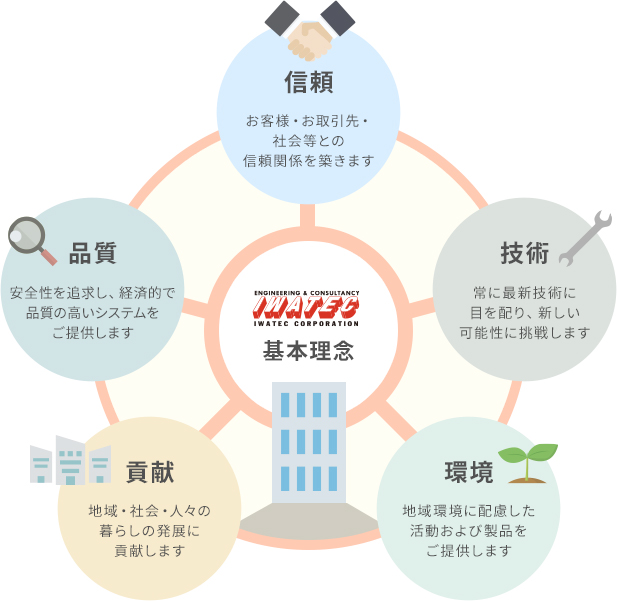 信頼
お客様・お取引先・
社会等との
信頼関係を築きます
品質
安全性を追求し、経済的で
品質の高いシステムを
ご提供します
技術
常に最新技術に
目を配り、新しい
可能性に挑戦します
ENGINEERING & CONSULTANCY
IWATEC
IWATEC CORPORATION
基本理念
貢献
地域・社会・人々の
暮らしの発展に
貢献します
環境
地域環境に配慮した
活動および製品を
ご提供します